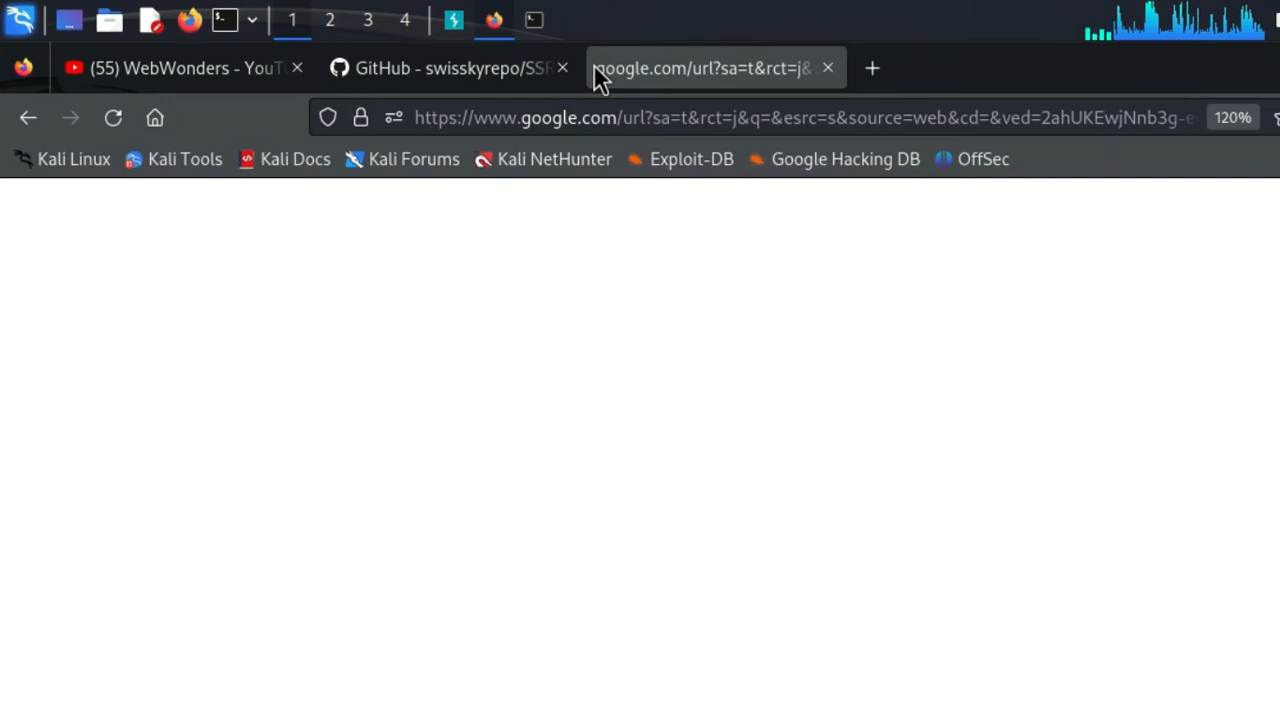 1 2 3 4
(55) WebWonders - YouT
GitHub - swisskyrepo/SSR
google.com/url?sa=t&rct=j&
https://www.google.com/url?sa=t&rct=j&q=&esrc=s&source=web&cd=&ved=2ahUKEwjNnb3g-e
120%
Kali Linux Kali Tools Kali Docs Kali Forums Kali NetHunter Exploit-DB Google Hacking DB OffSec